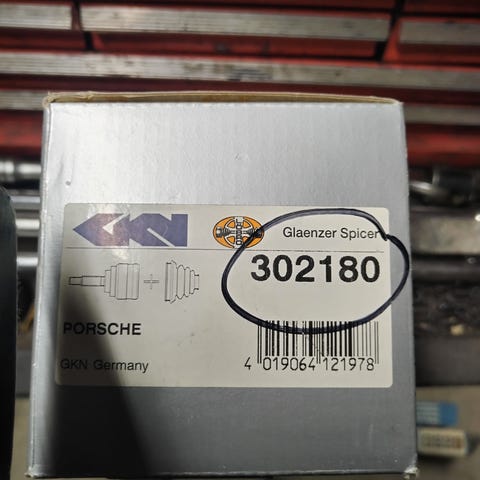 GKN
Glaenzer Spicer
302180
PORSCHE
GKN Germany
4 019064 121978